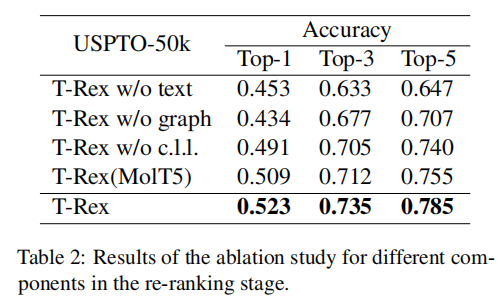 USPTO-50k Accuracy
Top-1 Top-3 Top-5
T-Rex w/o text 0.453 0.633 0.647
T-Rex w/o graph 0.434 0.677 0.707
T-Rex w/o c.l.l. 0.491 0.705 0.740
T-Rex(MolT5) 0.509 0.712 0.755
T-Rex 0.523 0.735 0.785
Table 2: Results of the ablation study for different com-
ponents in the re-ranking stage.